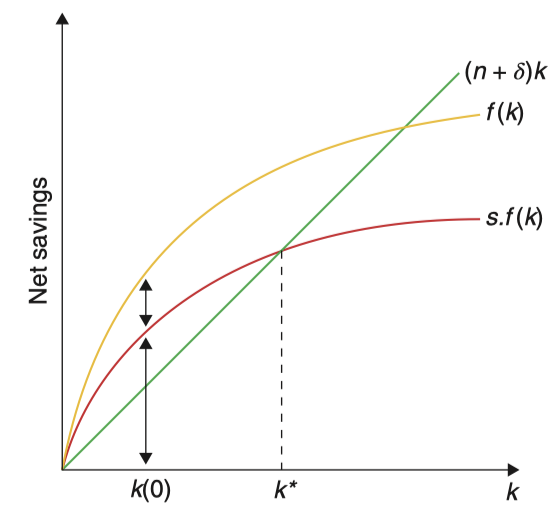 (n + δ)k
f(k)
s.f(k)
Net savings
k(0)
k*
k